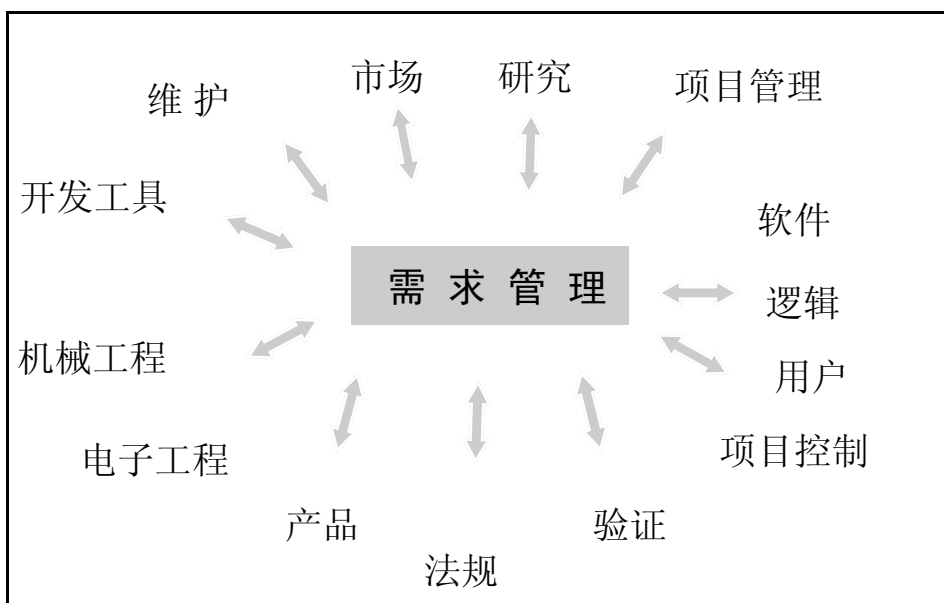 市场
研究
项目管理
维 护
开发工具
软件
需 求 管 理
逻辑
机械工程
用户
电子工程
项目控制
产品
验证
法规